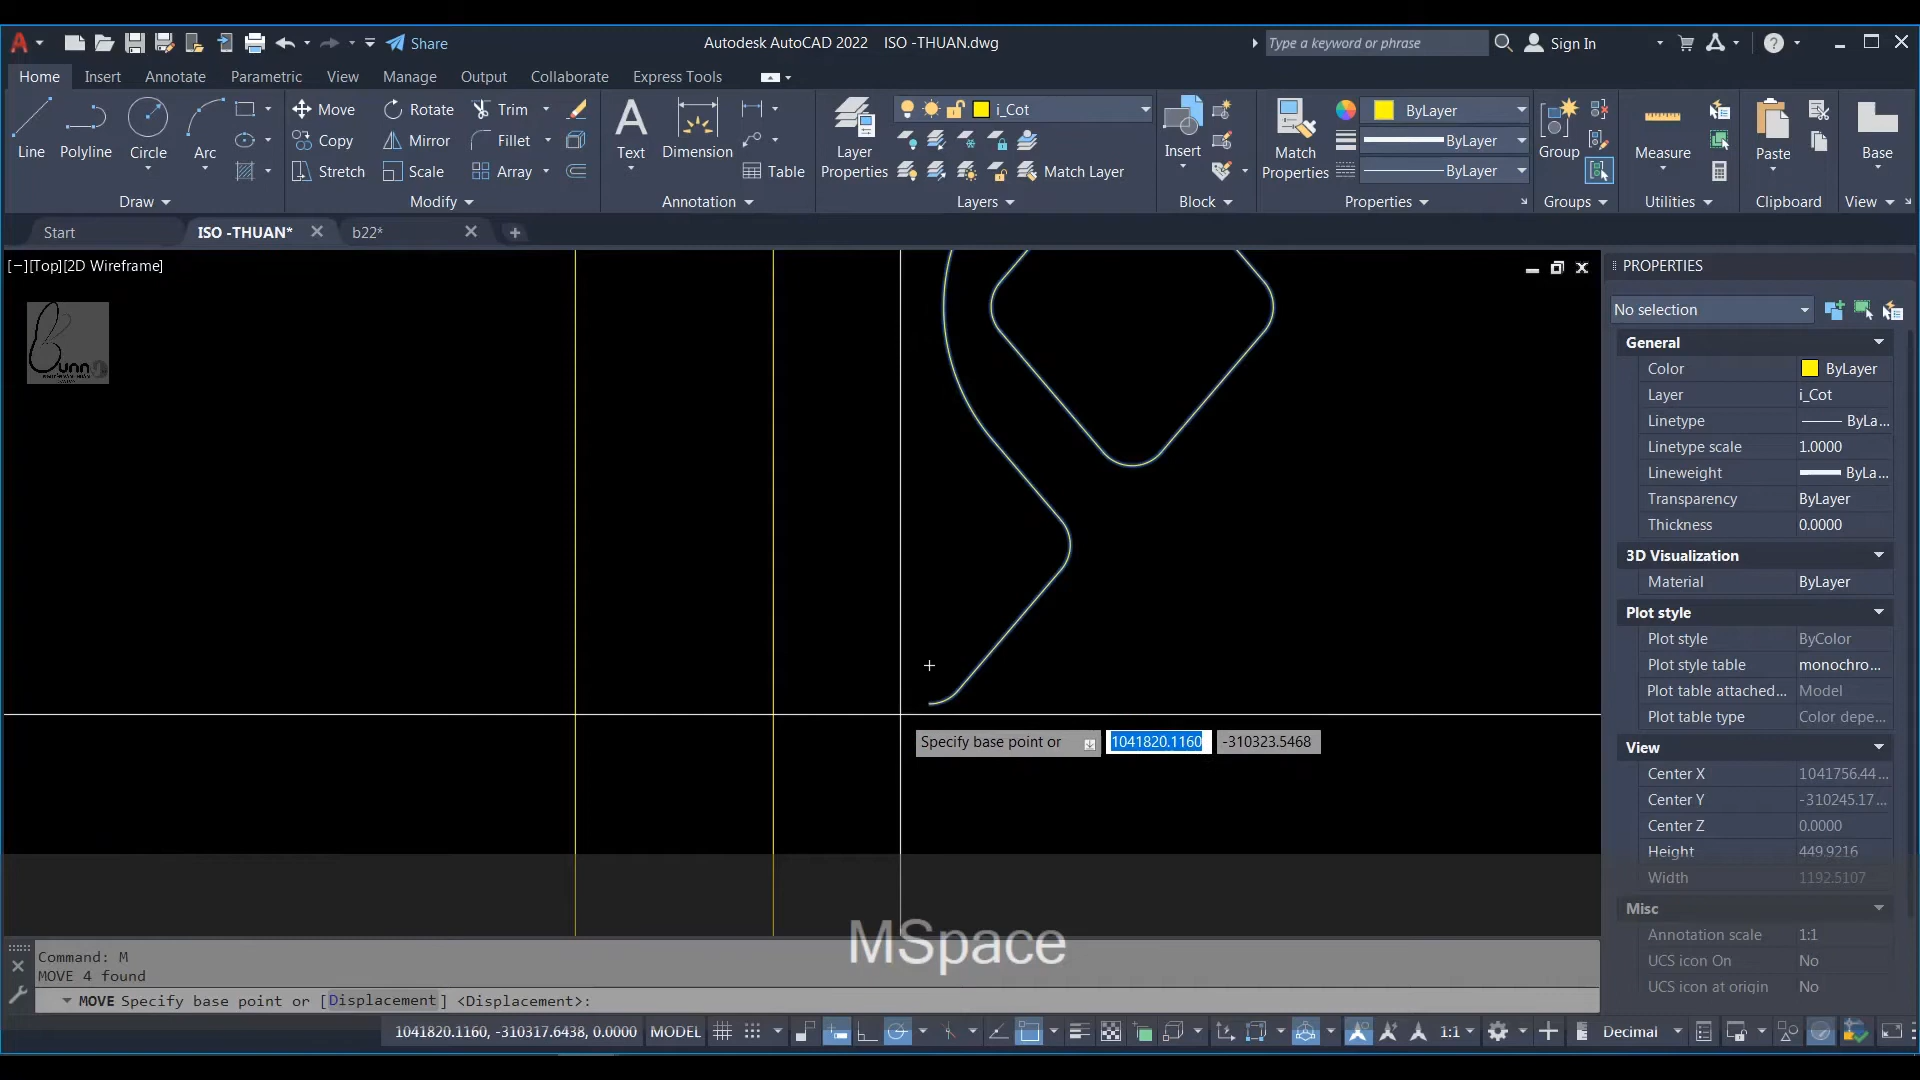 Share
Autodesk AutoCAD 2022 ISO -THUAN.dwg
Type a keyword or phrase
Sign In
Home Insert Annotate Parametric View Manage Output Collaborate Express Tools
Line Polyline Circle Arc
Draw
Move Rotate Trim
Copy Mirror Fillet
Stretch Scale Array
Modify
Text Dimension Table
Annotation
Layer Properties
i_Cot
Match Layer
Layers
Insert
Block
Match Properties
ByLayer
ByLayer
ByLayer
Properties
Group
Groups
Measure
Utilities
Paste
Clipboard
Base
View
Start ISO -THUAN* b22*
[−][Top][2D Wireframe]
Bunny
PROPERTIES
No selection
General
Color ByLayer
Layer i_Cot
Linetype ByLa...
Linetype scale 1.0000
Lineweight ByLa...
Transparency ByLayer
Thickness 0.0000
3D Visualization
Material ByLayer
Plot style
Plot style ByColor
Plot style table monochro...
Plot table attached... Model
Plot table type Color depe...
View
Center X 1041756.44...
Center Y -310245.17...
Center Z 0.0000
Height 449.9216
Width 1192.5107
Misc
Annotation scale 1:1
UCS icon On No
UCS icon at origin No
Specify base point or 1041820.1160 -310323.5468
MSpace
Command: M
MOVE 4 found
MOVE Specify base point or [Displacement] <Displacement>:
1041820.1160, -310317.6438, 0.0000 MODEL 1:1 Decimal